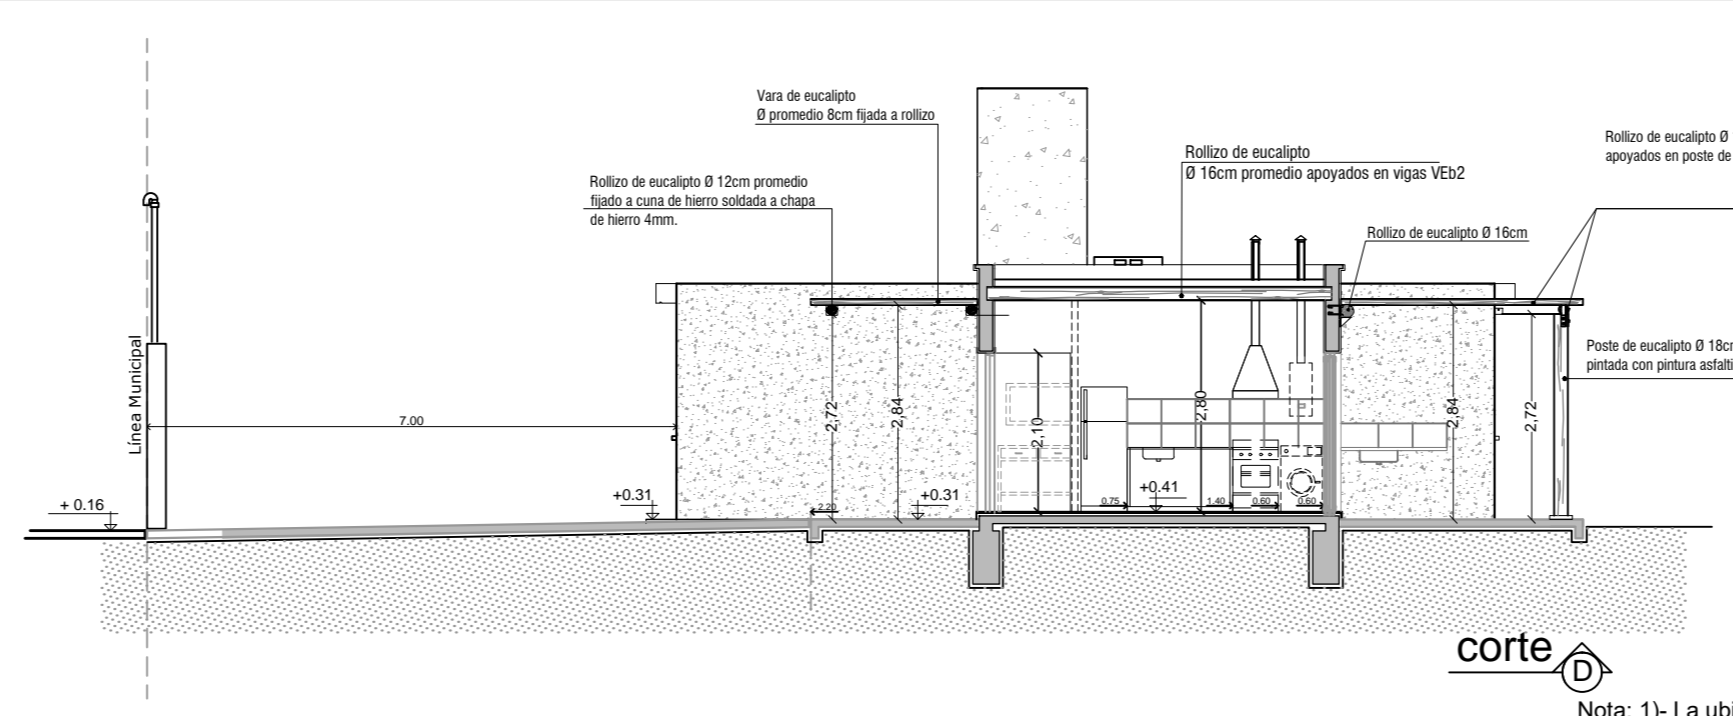 Vara de eucalipto
Ø promedio 8cm fijada a rollizo
Rollizo de eucalipto Ø 12cm promedio
fijado a cuna de hierro soldada a chapa
de hierro 4mm.
Rollizo de eucalipto
Ø 16cm promedio apoyados en vigas VEb2
Rollizo de eucalipto Ø 16cm
Rollizo de eucalipto Ø
apoyados en poste de
Poste de eucalipto Ø 18c
pintada con pintura asfalti
Línea Municipal
7.00
2,72
2,84
2,10
2,80
2,84
2,72
+ 0.16
+0.31
2.20
+0.31
0.75
+0.41
1.40
0.60
0.60
corte
D
Nota: 1)- La ubi